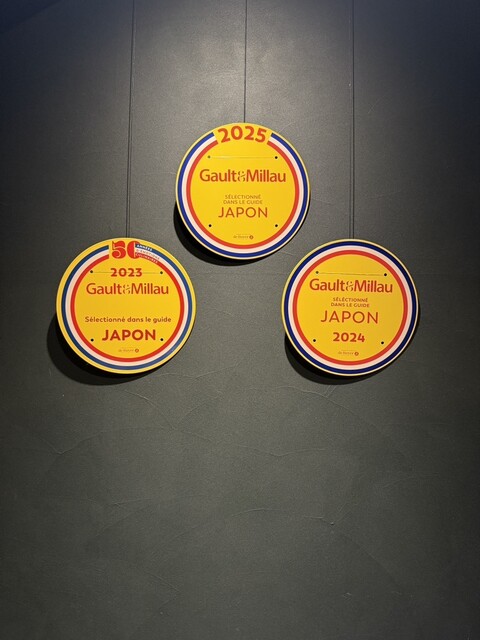 2025
Gault&Millau
SÉLECTIONNÉ
DANS LE GUIDE
JAPON
50
2023
Gault&Millau
Sélectionné dans le guide
JAPON
Gault&Millau
SÉLECTIONNÉ
DANS LE GUIDE
JAPON
2024